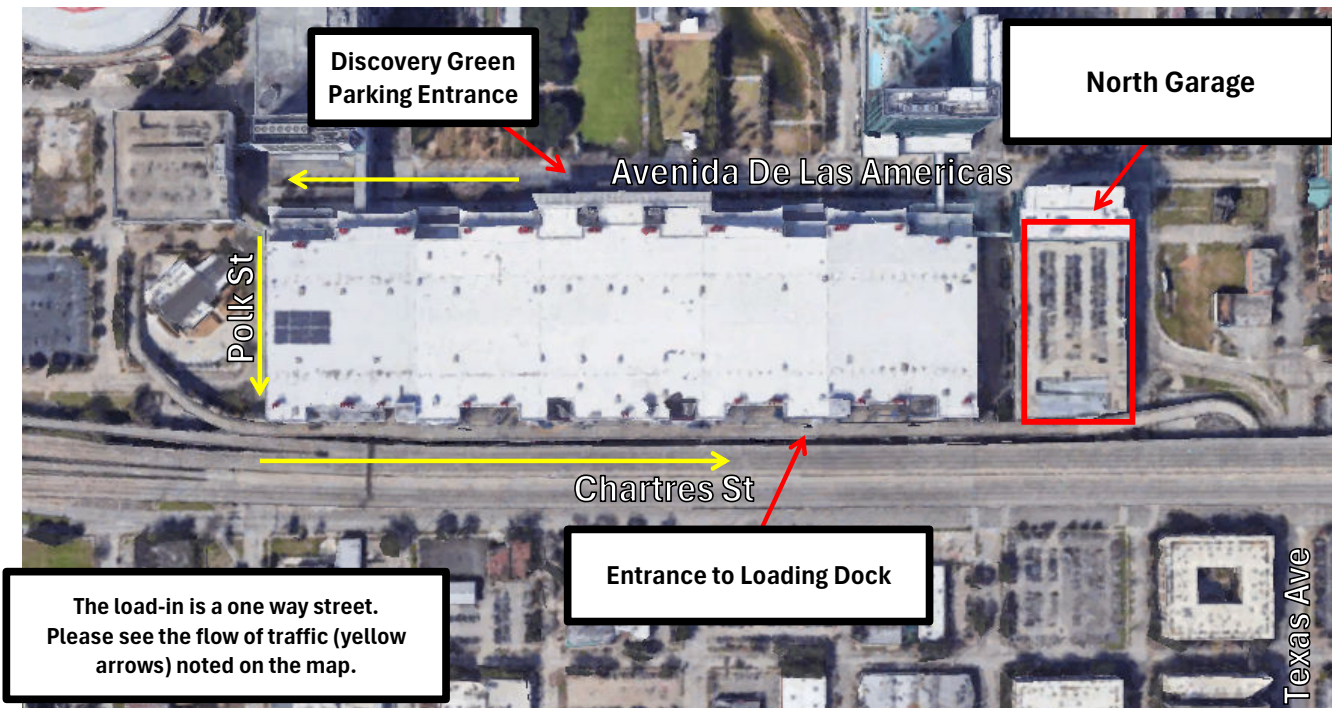 Discovery Green
Parking Entrance
North Garage
Avenida De Las Americas
Polk St
Chartres St
Entrance to Loading Dock
The load-in is a one way street.
Please see the flow of traffic (yellow
arrows) noted on the map.
Texas Ave